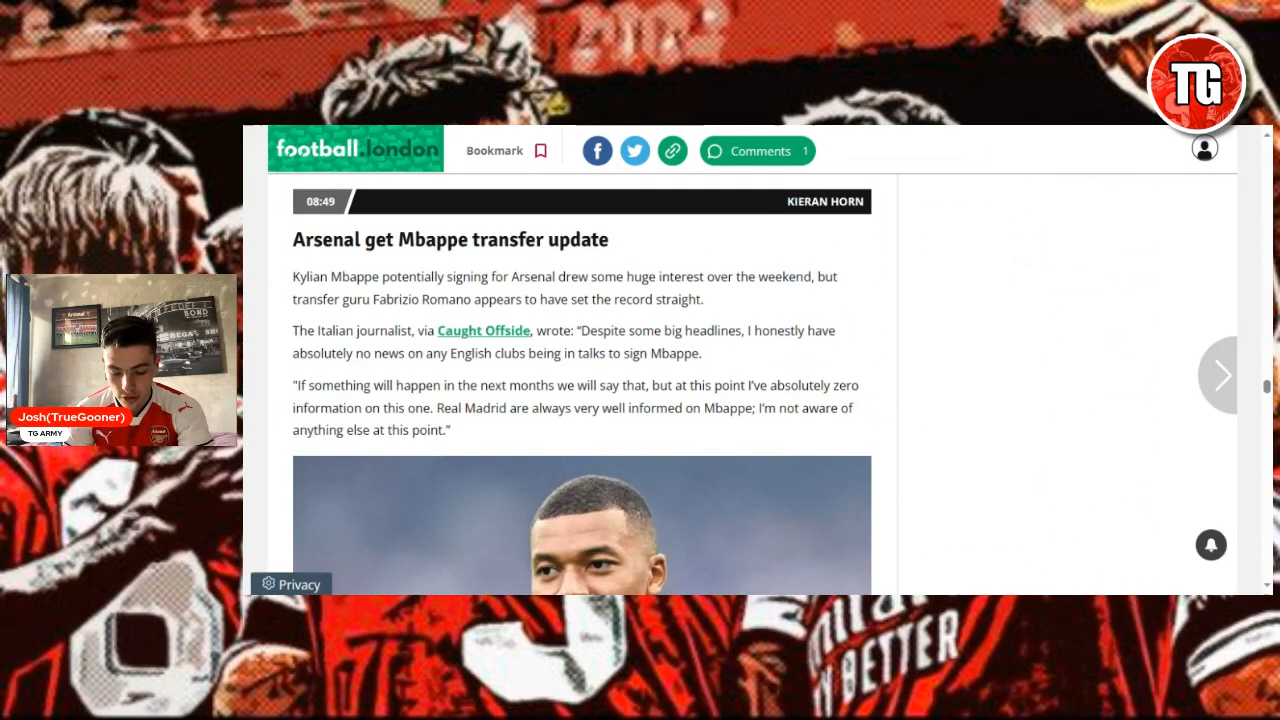 TG
football.london
Bookmark
Comments 1
08:49
KIERAN HORN
Arsenal get Mbappe transfer update
Kylian Mbappe potentially signing for Arsenal drew some huge interest over the weekend, but
transfer guru Fabrizio Romano appears to have set the record straight.
The Italian journalist, via Caught Offside, wrote: “Despite some big headlines, I honestly have
absolutely no news on any English clubs being in talks to sign Mbappe.
"If something will happen in the next months we will say that, but at this point I’ve absolutely zero
information on this one. Real Madrid are always very well informed on Mbappe; I’m not aware of
anything else at this point.”
Arsenal
BOND
Josh(TrueGooner)
TG ARMY
Privacy
BETTER